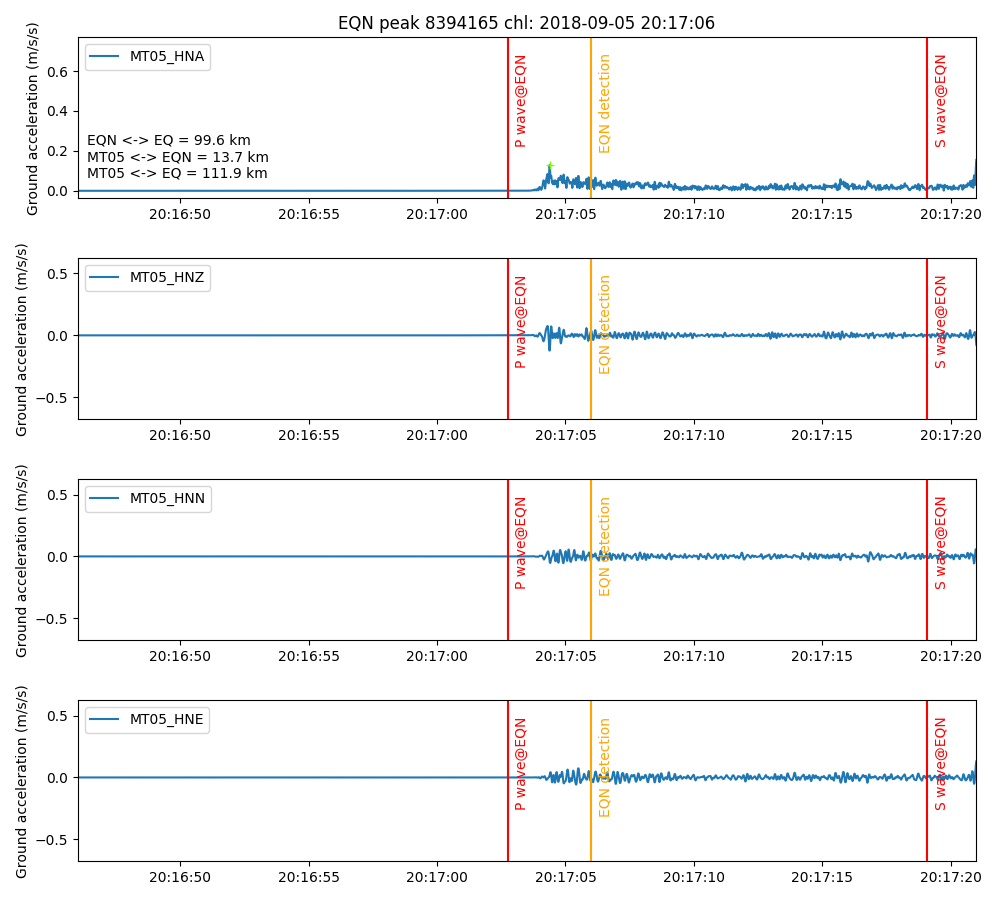 EQN peak 8394165 chl: 2018-09-05 20:17:06
Ground acceleration (m/s/s)
0.6
0.4
0.2
0.0
MT05_HNA
EQN <-> EQ = 99.6 km
MT05 <-> EQN = 13.7 km
MT05 <-> EQ = 111.9 km
P wave@EQN
EQN detection
S wave@EQN
20:16:50 20:16:55 20:17:00 20:17:05 20:17:10 20:17:15 20:17:20
Ground acceleration (m/s/s)
0.5
0.0
−0.5
MT05_HNZ
P wave@EQN
EQN detection
S wave@EQN
20:16:50 20:16:55 20:17:00 20:17:05 20:17:10 20:17:15 20:17:20
Ground acceleration (m/s/s)
0.5
0.0
−0.5
MT05_HNN
P wave@EQN
EQN detection
S wave@EQN
20:16:50 20:16:55 20:17:00 20:17:05 20:17:10 20:17:15 20:17:20
Ground acceleration (m/s/s)
0.5
0.0
−0.5
MT05_HNE
P wave@EQN
EQN detection
S wave@EQN
20:16:50 20:16:55 20:17:00 20:17:05 20:17:10 20:17:15 20:17:20